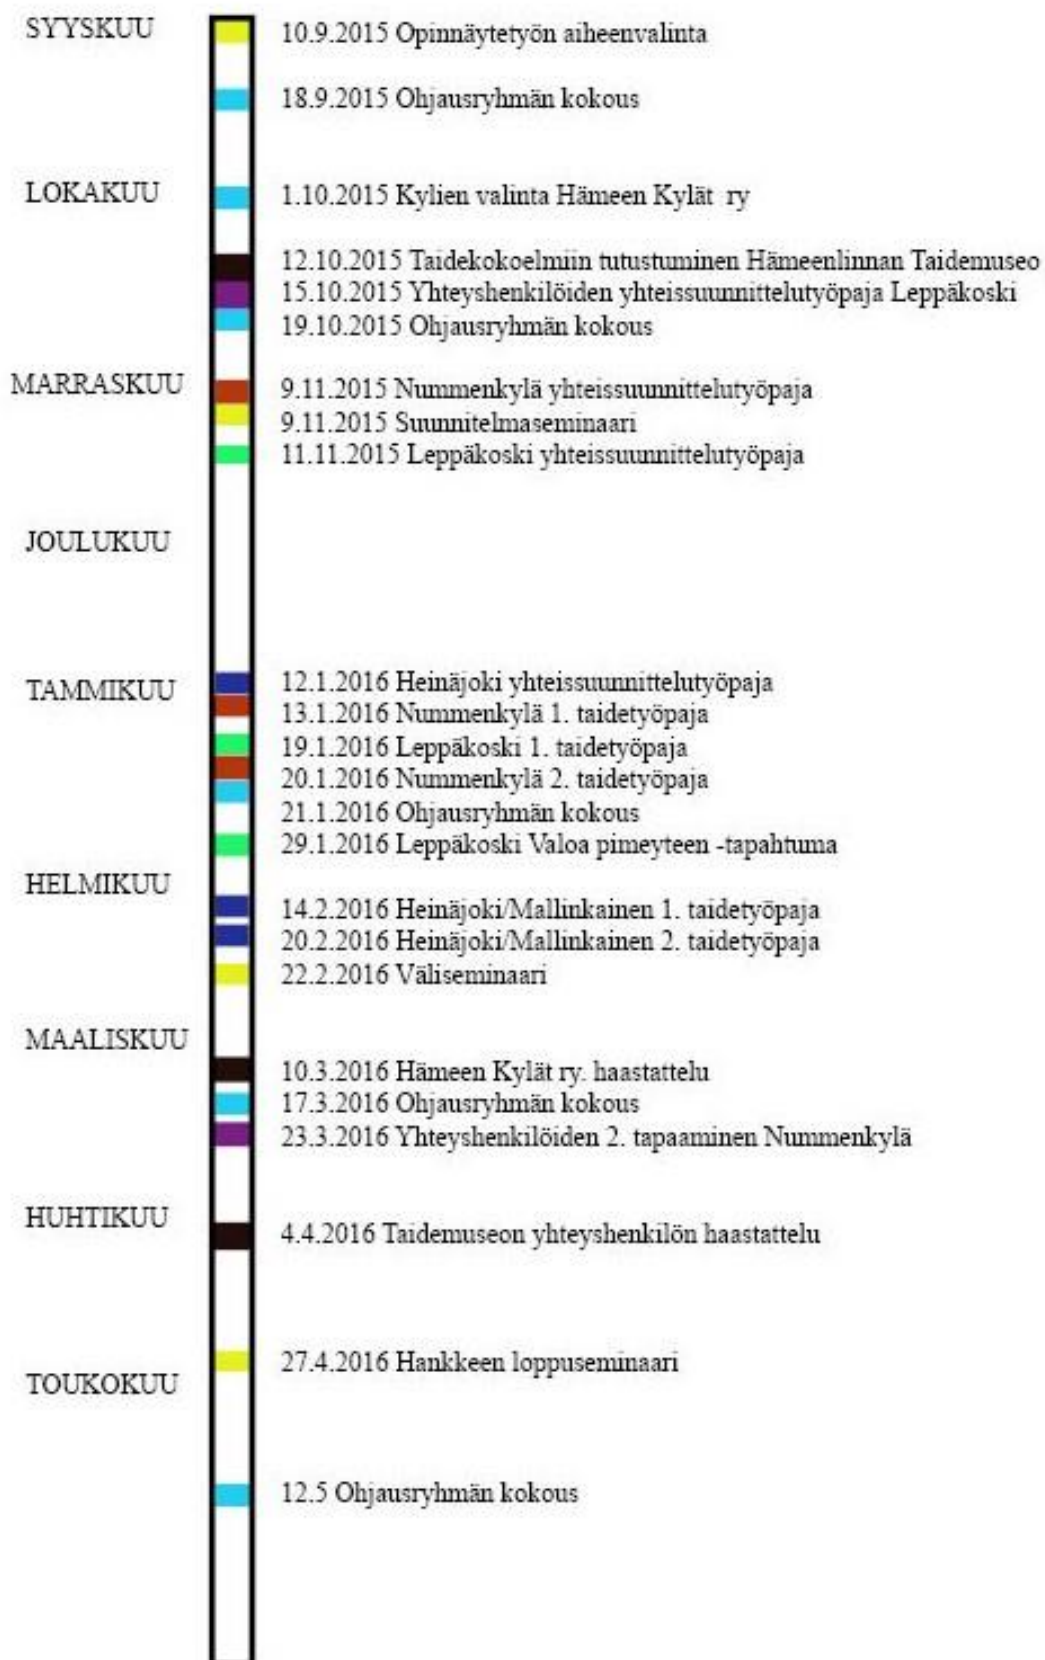 SYYSKUU
10.9.2015 Opinnäytetyön aiheenvalinta
18.9.2015 Ohjausryhmän kokous
LOKAKUU
1.10.2015 Kylien valinta Hämeen Kylät ry
12.10.2015 Taidekokoelmiin tutustuminen Hämeenlinnan Taidemuseo
15.10.2015 Yhteyshenkilöiden yhteissuunnittelutyöpaja Leppäkoski
19.10.2015 Ohjausryhmän kokous
MARRASKUU
9.11.2015 Nummenkylä yhteissuunnittelutyöpaja
9.11.2015 Suunnitelmaseminaari
11.11.2015 Leppäkoski yhteissuunnittelutyöpaja
JOULUKUU
TAMMIKUU
12.1.2016 Heinäjoki yhteissuunnittelutyöpaja
13.1.2016 Nummenkylä 1. taidetyöpaja
19.1.2016 Leppäkoski 1. taidetyöpaja
20.1.2016 Nummenkylä 2. taidetyöpaja
21.1.2016 Ohjausryhmän kokous
29.1.2016 Leppäkoski Valoa pimeyteen -tapahtuma
HELMIKUU
14.2.2016 Heinäjoki/Mallinkainen 1. taidetyöpaja
20.2.2016 Heinäjoki/Mallinkainen 2. taidetyöpaja
22.2.2016 Väliseminaari
MAALISKUU
10.3.2016 Hämeen Kylät ry. haastattelu
17.3.2016 Ohjausryhmän kokous
23.3.2016 Yhteyshenkilöiden 2. tapaaminen Nummenkylä
HUHTIKUU
4.4.2016 Taidemuseon yhteyshenkilön haastattelu
27.4.2016 Hankkeen loppuseminaari
TOUKOKUU
12.5 Ohjausryhmän kokous